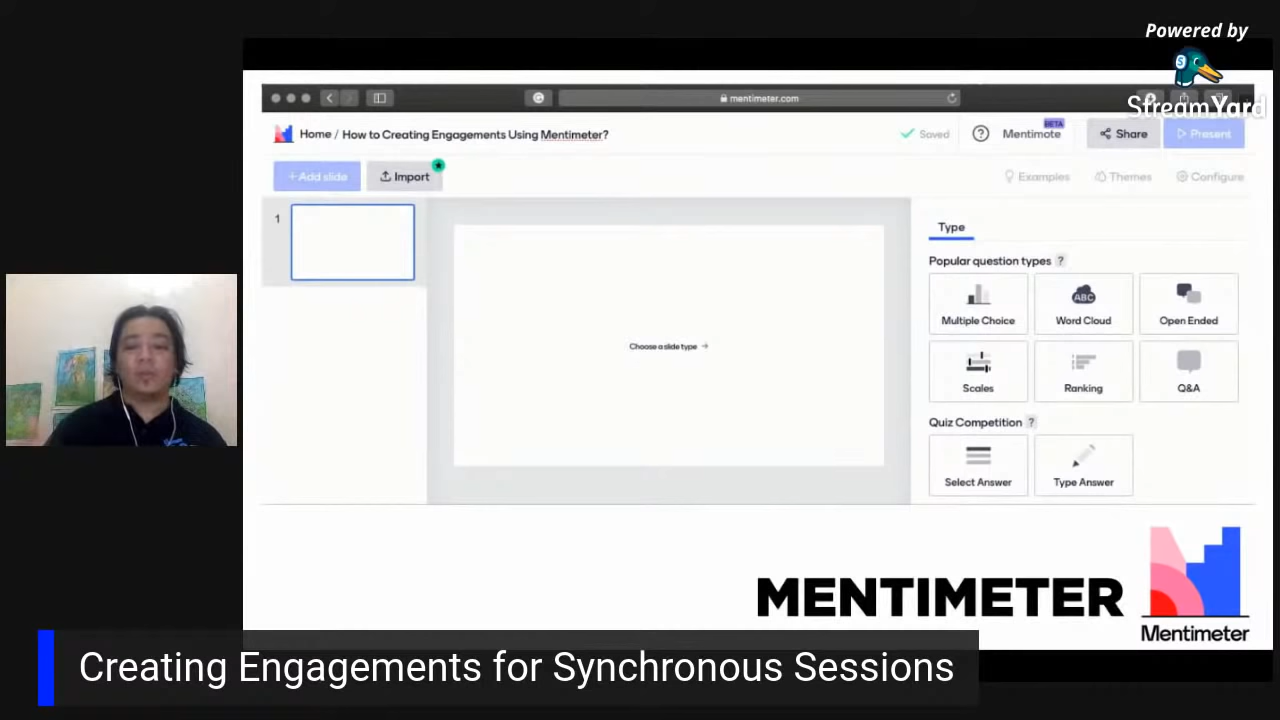 Powered by
StreamYard
mentimeter.com
Home / How to Creating Engagements Using Mentimeter?
Saved
Mentimote
BETA
Share
Present
+ Add slide
Import
Examples
Themes
Configure
1
Choose a slide type →
Type
Popular question types ?
Multiple Choice
ABC
Word Cloud
Open Ended
Scales
Ranking
Q&A
Quiz Competition ?
Select Answer
Type Answer
MENTIMETER
Mentimeter
Creating Engagements for Synchronous Sessions